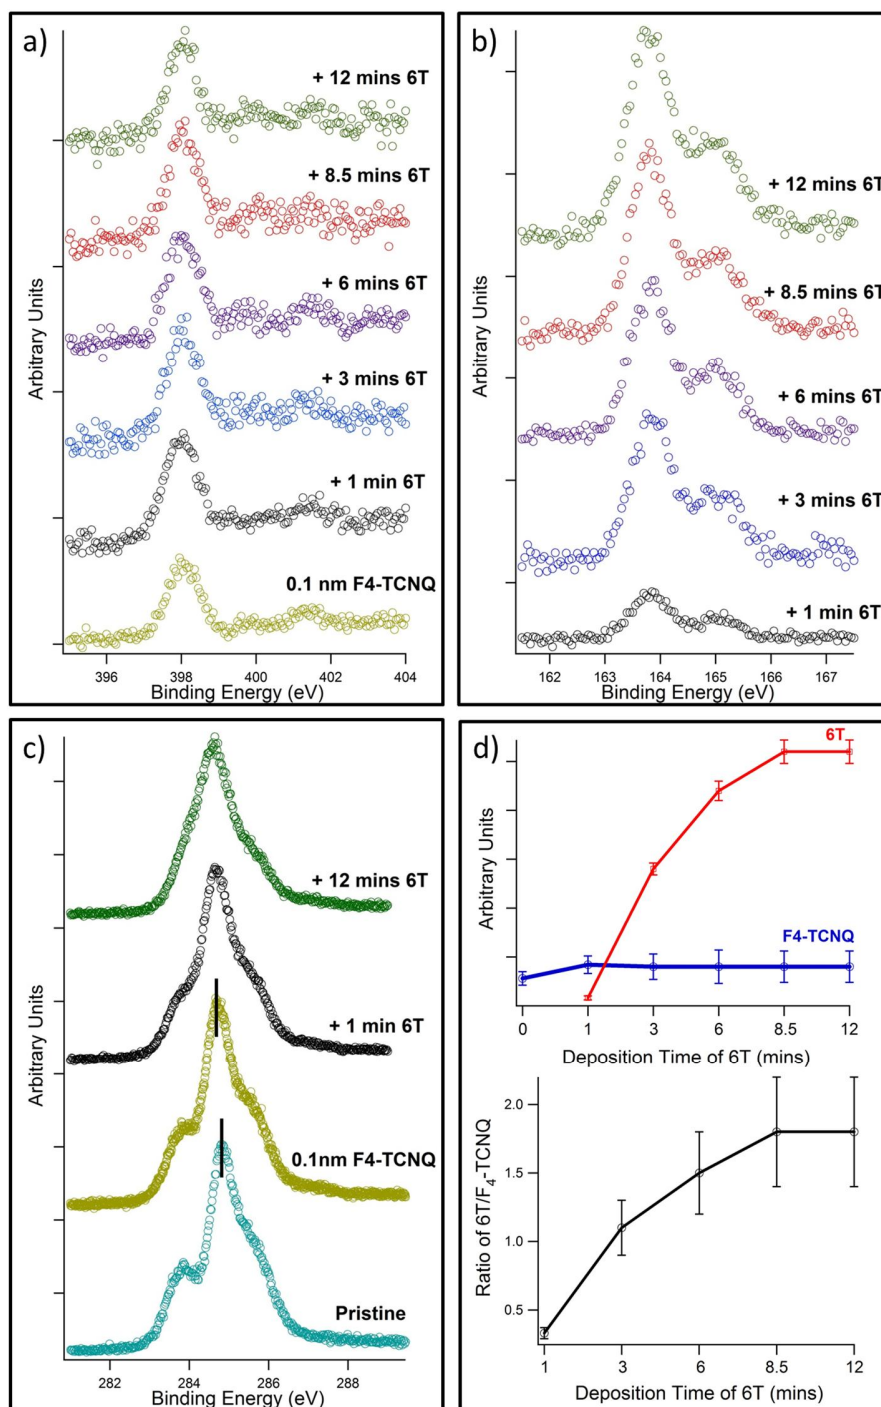 a)
+ 12 mins 6T
+ 8.5 mins 6T
+ 6 mins 6T
+ 3 mins 6T
+ 1 min 6T
0.1 nm F4-TCNQ
Arbitrary Units
396 398 400 402 404
Binding Energy (eV)
b)
+ 12 mins 6T
+ 8.5 mins 6T
+ 6 mins 6T
+ 3 mins 6T
+ 1 min 6T
Arbitrary Units
162 163 164 165 166 167
Binding Energy (eV)
c)
+ 12 mins 6T
+ 1 min 6T
0.1nm F4-TCNQ
Pristine
Arbitrary Units
282 284 286 288
Binding Energy (eV)
d)
6T
F4-TCNQ
Arbitrary Units
0 1 3 6 8.5 12
Deposition Time of 6T (mins)
2.0
1.5
1.0
0.5
Ratio of 6T/F₄-TCNQ
1 3 6 8.5 12
Deposition Time of 6T (mins)